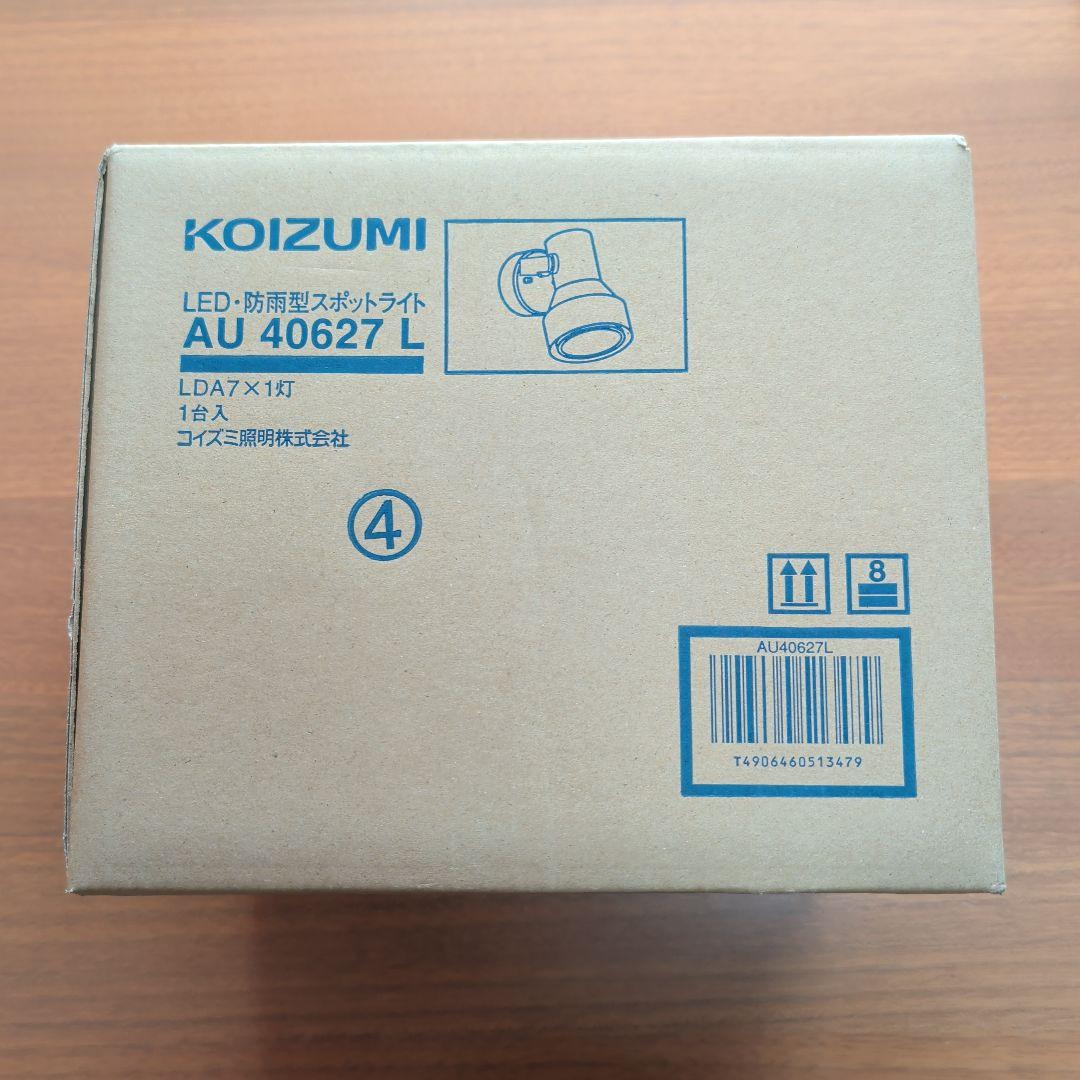 KOIZUMI
LED・防雨型スポットライト
AU 40627 L
LDA7×1灯
1台入
コイズミ照明株式会社
④
8
AU40627L
T4906460513479